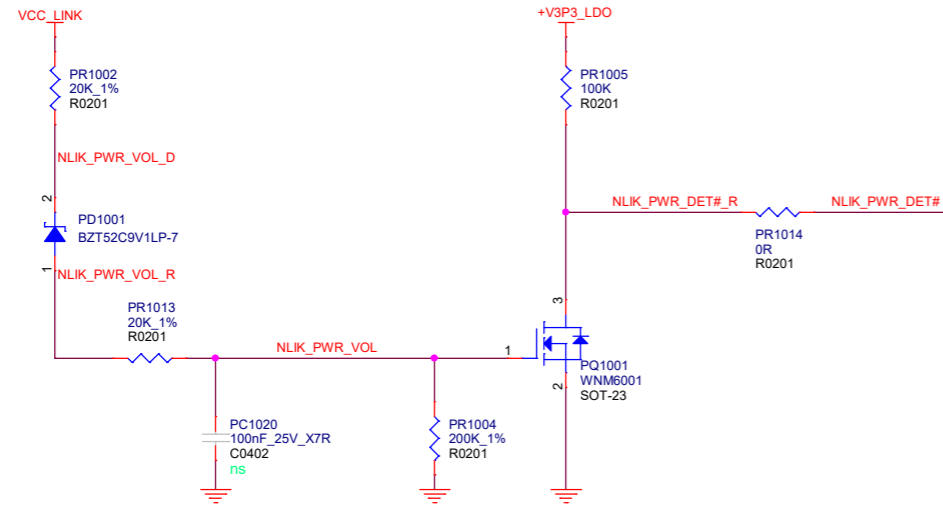 VCC_LINK
PR1002
20K_1%
R0201
NLIK_PWR_VOL_D
2
PD1001
BZT52C9V1LP-7
1
NLIK_PWR_VOL_R
PR1013
20K_1%
R0201
NLIK_PWR_VOL
PC1020
100nF_25V_X7R
C0402
ns
PR1004
200K_1%
R0201
+V3P3_LDO
PR1005
100K
R0201
NLIK_PWR_DET#_R
NLIK_PWR_DET#
PR1014
0R
R0201
3
1
PQ1001
WNM6001
SOT-23
2